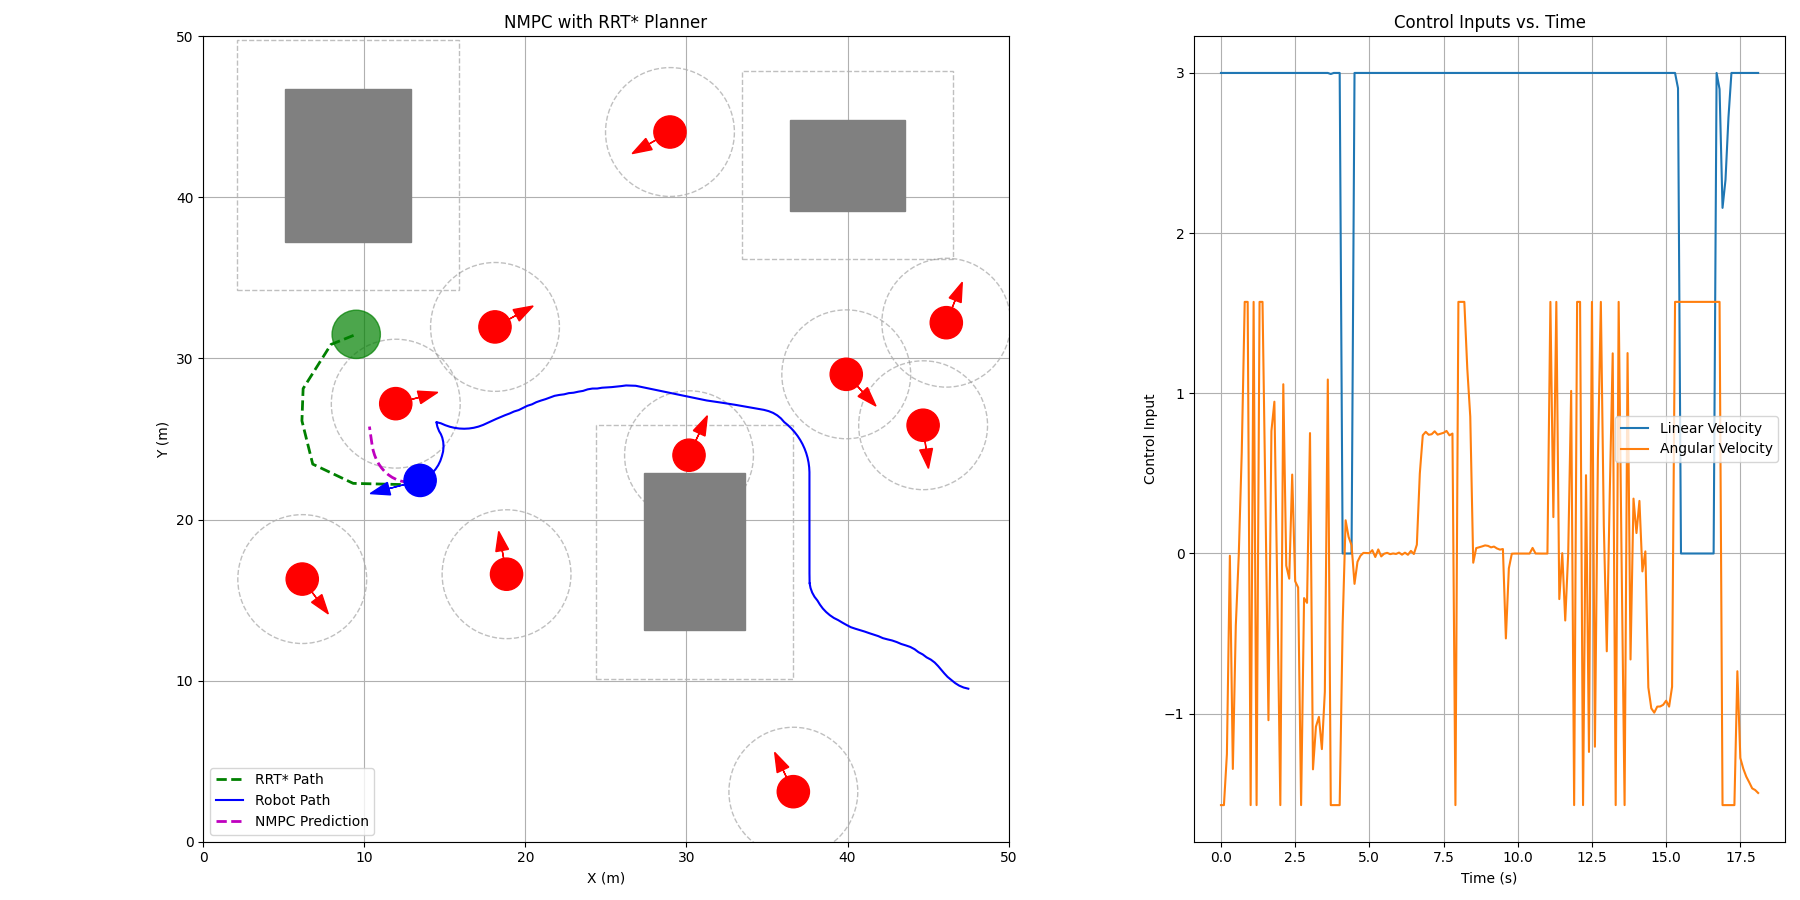 NMPC with RRT* Planner
50
40
30
20
10
0
Y (m)
0 10 20 30 40 50
X (m)
RRT* Path
Robot Path
NMPC Prediction
Control Inputs vs. Time
3
2
1
0
−1
Control Input
0.0 2.5 5.0 7.5 10.0 12.5 15.0 17.5
Time (s)
Linear Velocity
Angular Velocity